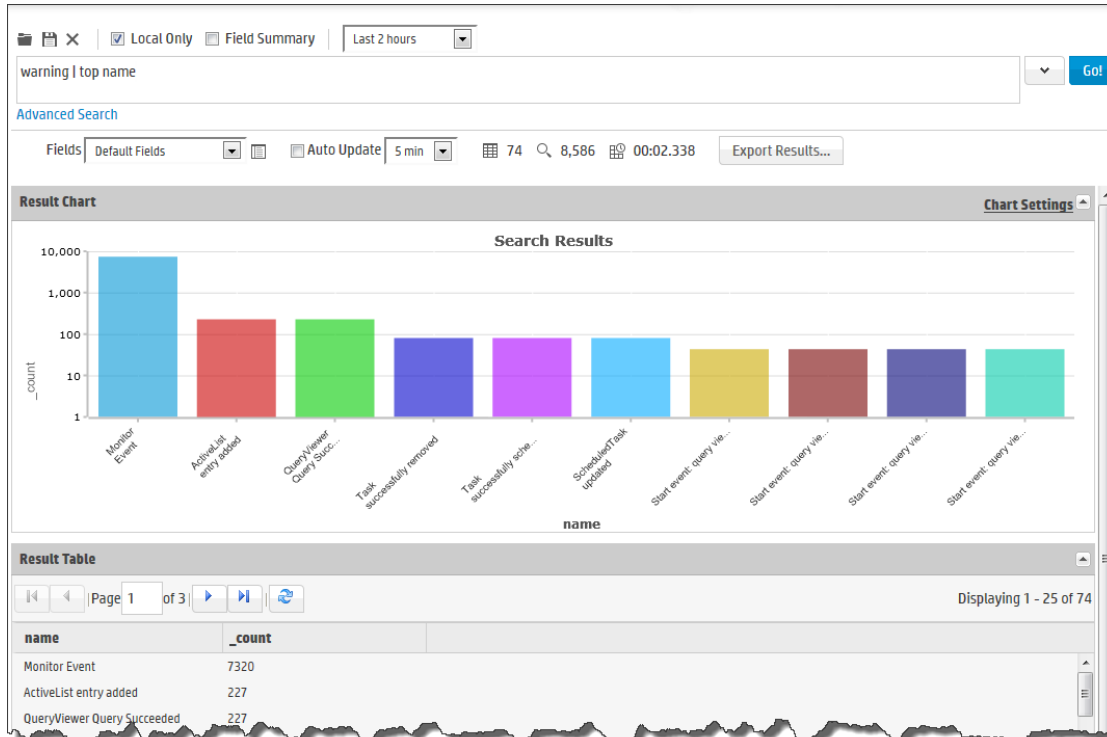 Local Only Field Summary Last 2 hours
warning | top name
Go!
Advanced Search
Fields Default Fields Auto Update 5 min 74 8,586 00:02.338 Export Results...
Result Chart Chart Settings
Search Results
10,000
1,000
100
10
1
_count
Monitor
Event
ActiveList
entry added
QueryViewer
Query Succ...
Task
successfully removed
Task
successfully sche...
ScheduledTask
updated
Start event: query vie...
Start event: query vie...
Start event: query vie...
Start event: query vie...
name
Result Table
Page 1 of 3 Displaying 1 - 25 of 74
name _count
Monitor Event 7320
ActiveList entry added 227
QueryViewer Query Succeeded 227